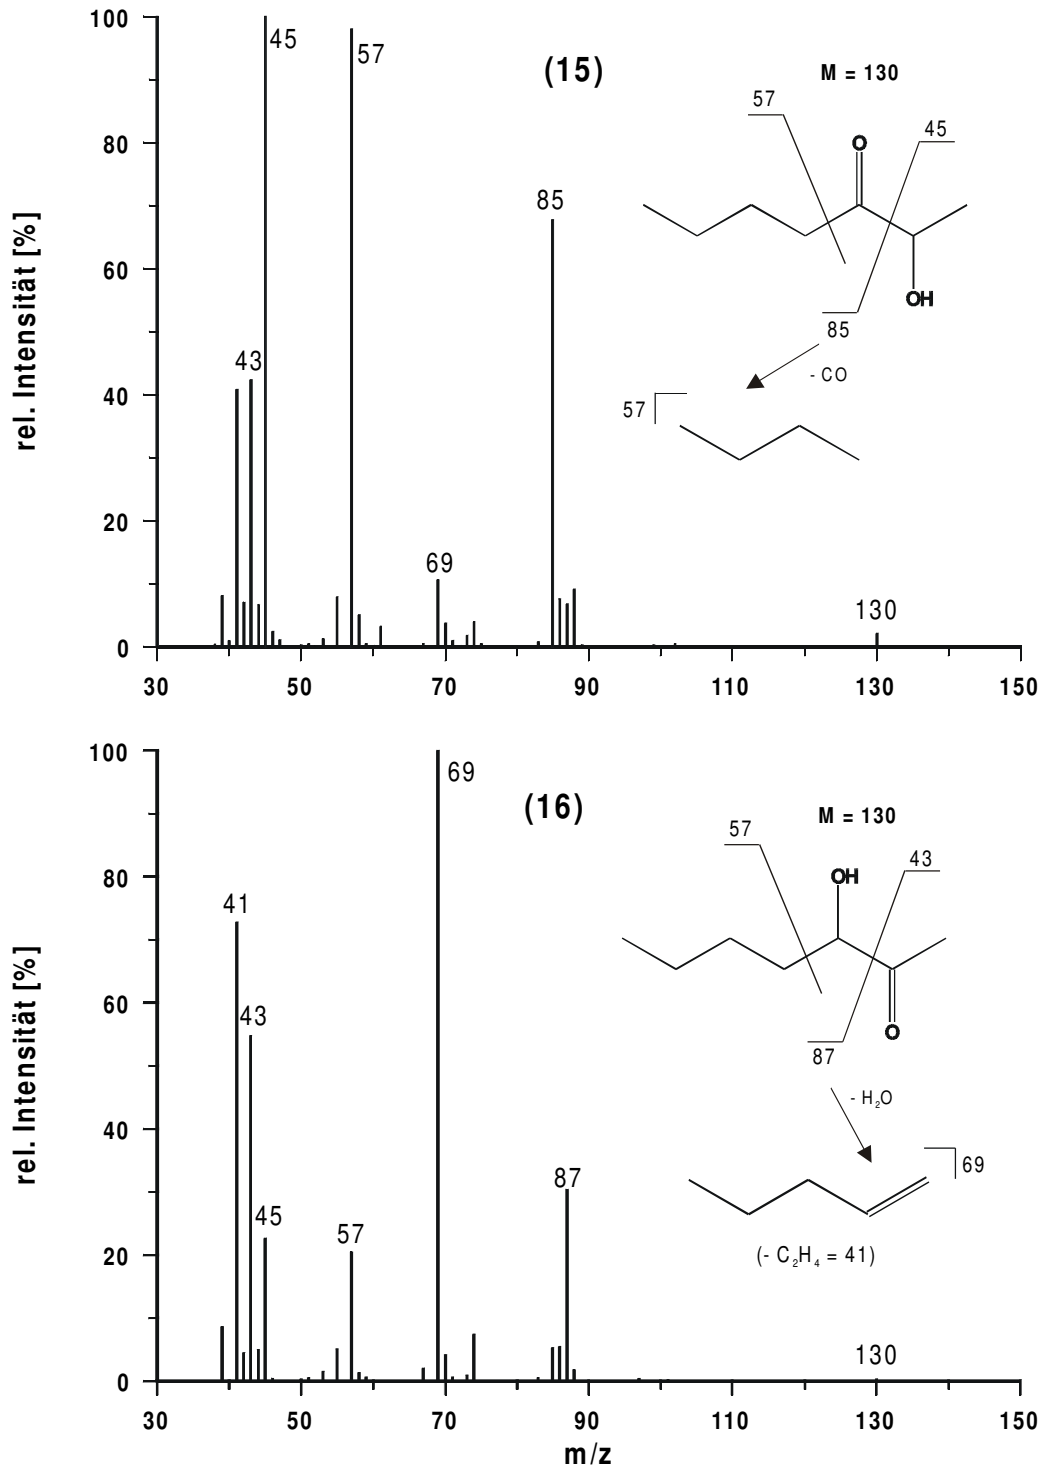 100
80
60
40
20
0
rel. Intensität [%]
45
57
43
85
69
130
(15)
M = 130
57
45
O
OH
85
- CO
57
30 50 70 90 110 130 150
100
80
60
40
20
0
rel. Intensität [%]
69
41
43
45
57
87
130
(16)
M = 130
57
43
OH
O
87
- H₂O
69
(- C₂H₄ = 41)
30 50 70 90 110 130 150
m/z